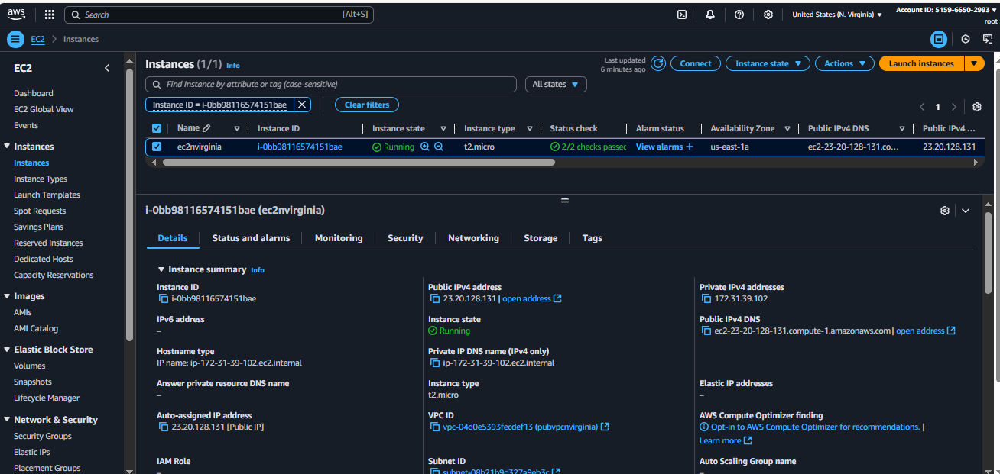 aws Search [Alt+S] United States (N. Virginia) Account ID: 5159-6650-2993
root
EC2 Instances
EC2
Dashboard
EC2 Global View
Events
Instances
Instances
Instance Types
Launch Templates
Spot Requests
Savings Plans
Reserved Instances
Dedicated Hosts
Capacity Reservations
Images
AMIs
AMI Catalog
Elastic Block Store
Volumes
Snapshots
Lifecycle Manager
Network & Security
Security Groups
Elastic IPs
Placement Groups
Instances (1/1) Info
Last updated
6 minutes ago
Connect Instance state Actions Launch instances
Find Instance by attribute or tag (case-sensitive) All states
Instance ID = i-0bb98116574151bae Clear filters
1
Name Instance ID Instance state Instance type Status check Alarm status Availability Zone Public IPv4 DNS Public IPv4 ...
ec2nvirginia i-0bb98116574151bae Running t2.micro 2/2 checks passed View alarms + us-east-1a ec2-23-20-128-131.co... 23.20.128.131
i-0bb98116574151bae (ec2nvirginia)
Details Status and alarms Monitoring Security Networking Storage Tags
Instance summary Info
Instance ID
i-0bb98116574151bae
Public IPv4 address
23.20.128.131 | open address
Private IPv4 addresses
172.31.39.102
IPv6 address
–
Instance state
Running
Public IPv4 DNS
ec2-23-20-128-131.compute-1.amazonaws.com | open address
Hostname type
IP name: ip-172-31-39-102.ec2.internal
Private IP DNS name (IPv4 only)
ip-172-31-39-102.ec2.internal
Answer private resource DNS name
–
Instance type
t2.micro
Elastic IP addresses
–
Auto-assigned IP address
23.20.128.131 [Public IP]
VPC ID
vpc-04d0e5393fecdef13 (pubvpcnvirginia)
AWS Compute Optimizer finding
Opt-in to AWS Compute Optimizer for recommendations. |
Learn more
IAM Role
–
Subnet ID
subnet-08b21b9d327a9eb3c
Auto Scaling Group name
–